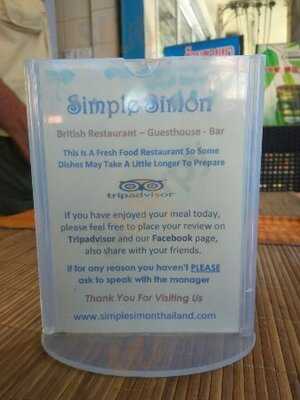 Simple Simon
British Restaurant – Guesthouse - Bar
This Is A Fresh Food Restaurant So Some
Dishes May Take A Little Longer To Prepare
tripadvisor
If you have enjoyed your meal today,
please feel free to place your review on
Tripadvisor and our Facebook page,
also share with your friends.
if for any reason you haven't PLEASE
ask to speak with the manager
Thank You For Visiting Us
www.simplesimonthailand.com